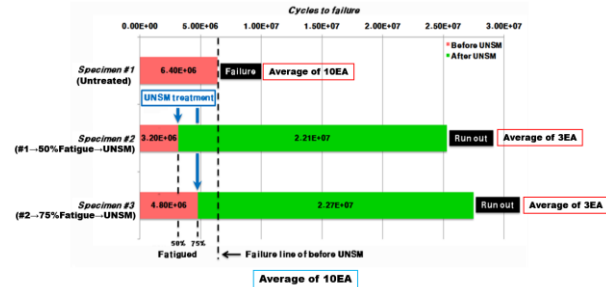 Cycles to failure
0.00E+00 5.00E+06 1.00E+07 1.50E+07 2.00E+07 2.50E+07 3.00E+07
Before UNSM
After UNSM
Specimen #1
(Untreated)
6.40E+06
Failure
Average of 10EA
UNSM treatment
Specimen #2
(#1→50%Fatigue→UNSM)
3.20E+06
2.21E+07
Run out
Average of 3EA
Specimen #3
(#2→75%Fatigue→UNSM)
4.80E+06
2.27E+07
Run out
Average of 3EA
50% 75%
Fatigued
Failure line of before UNSM
Average of 10EA